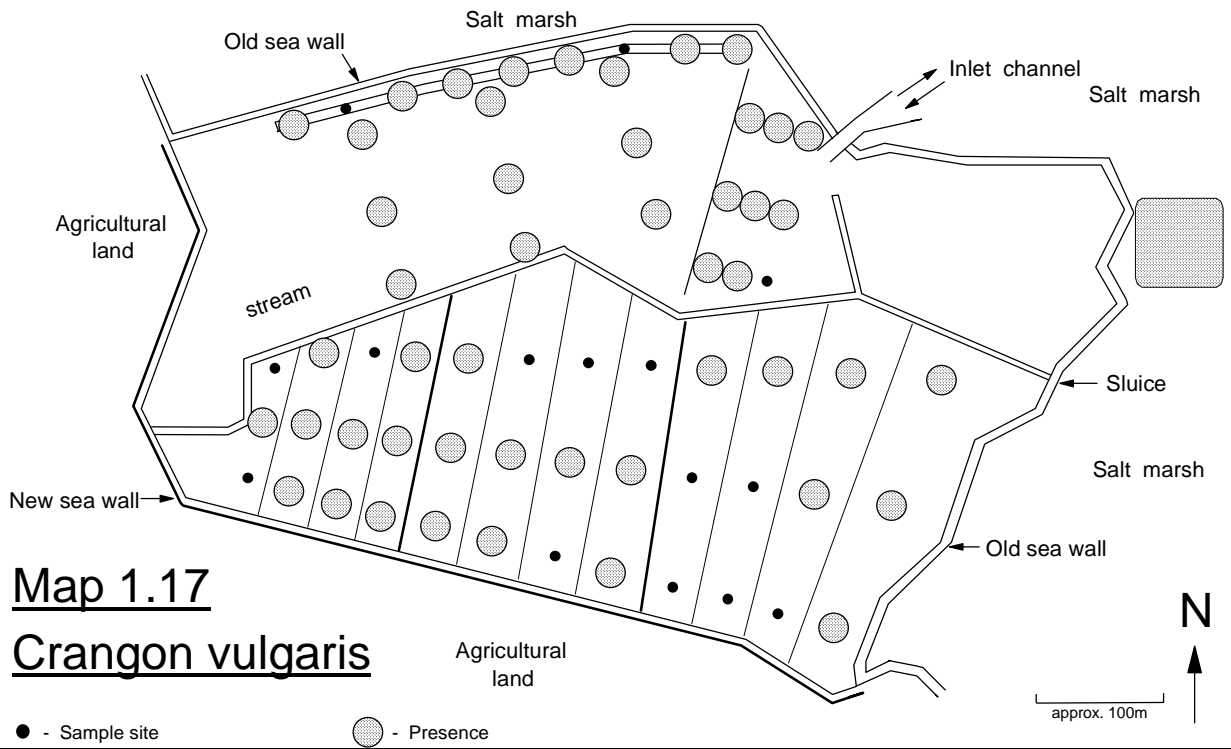 Salt marsh
Old sea wall
Inlet channel
Salt marsh
Agricultural
land
stream
Sluice
Salt marsh
New sea wall
Old sea wall
Map 1.17
Crangon vulgaris
Agricultural
land
N
approx. 100m
- Sample site
- Presence